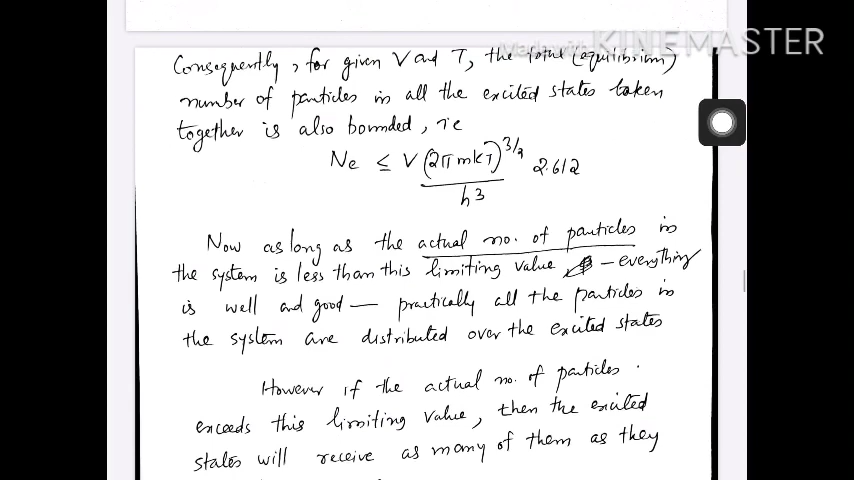 Made with KINEMASTER
Consequently, for given V and T, the total (equilibrium)
number of particles in all the excited states taken
together is also bounded, ie
Ne ≤ V (2πmkT)^3/2 / h^3 2.612
Now as long as the actual no. of particles in
the system is less than this limiting value — everything
is well and good — practically all the particles in
the system are distributed over the excited states
However if the actual no. of particles
exceeds this limiting value, then the excited
states will receive as many of them as they